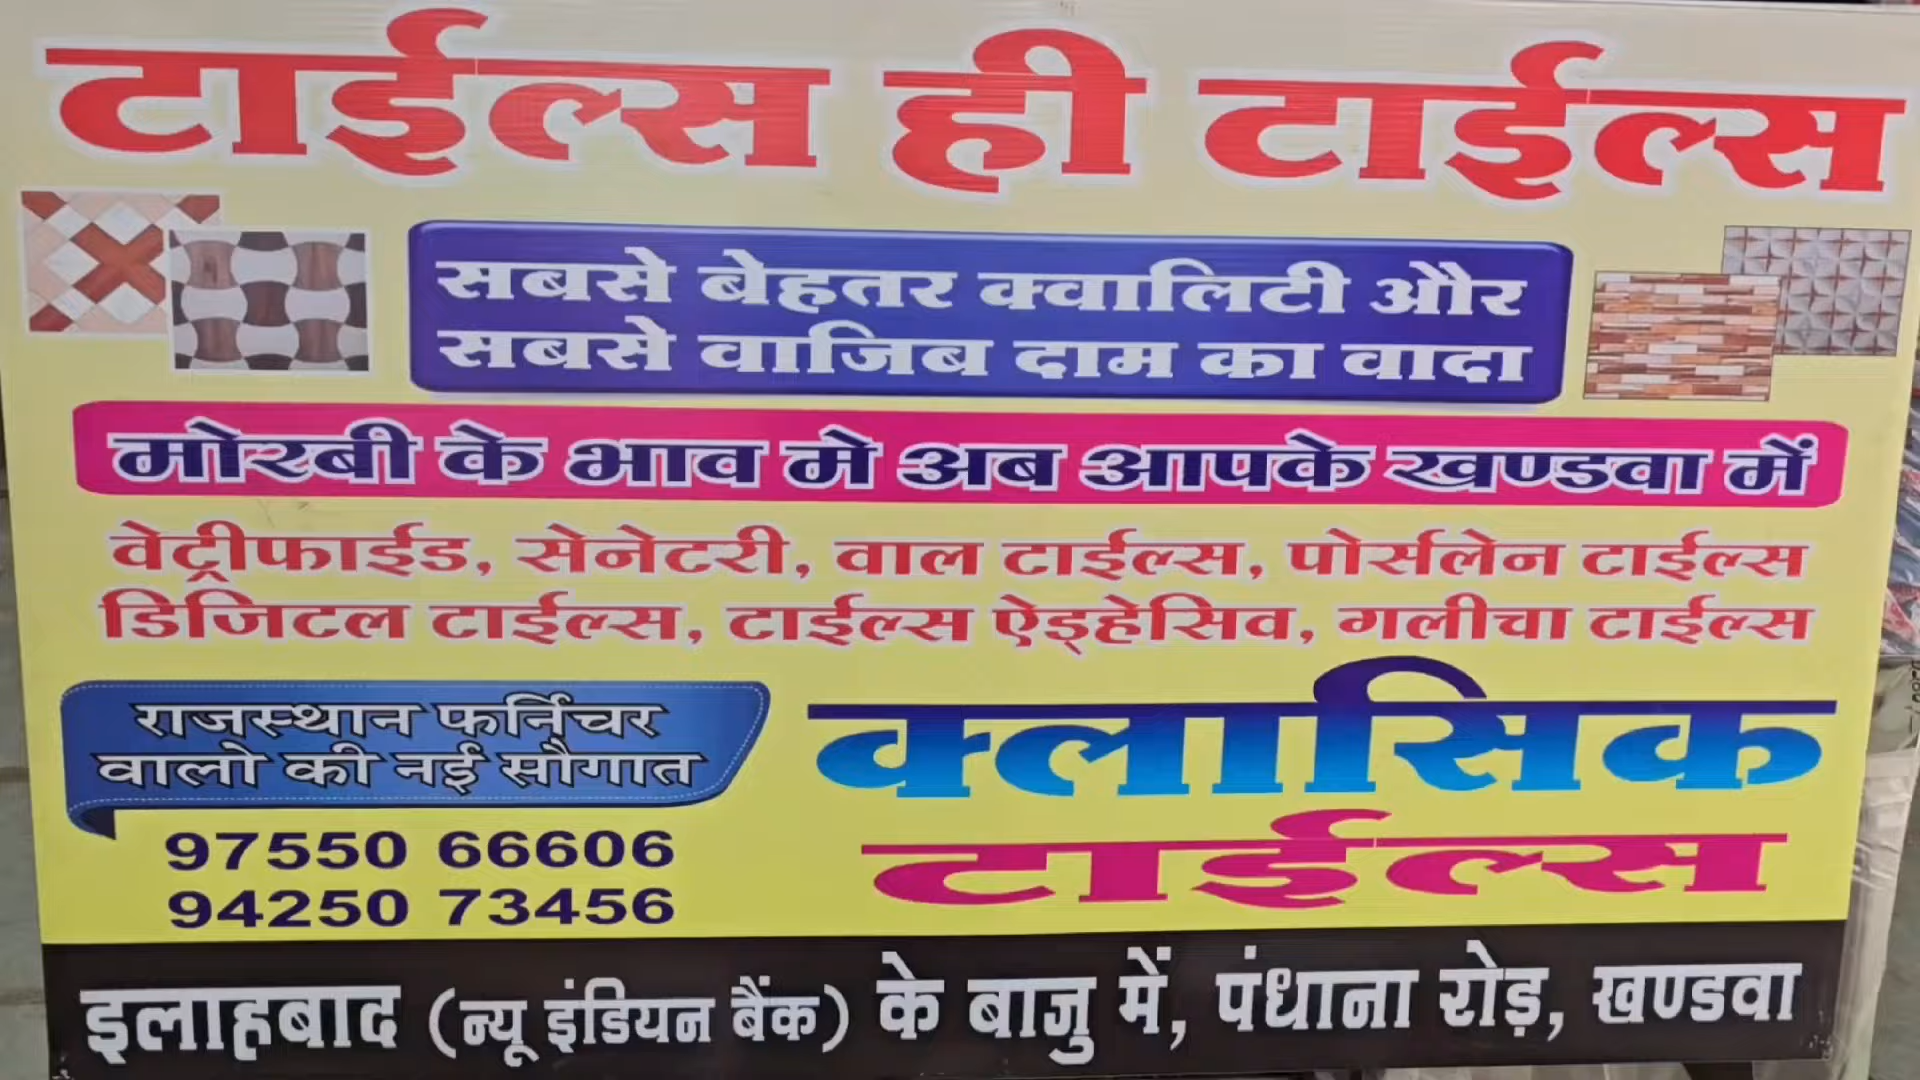 टाईल्स ही टाईल्स
सबसे बेहतर क्वालिटी और
सबसे वाजिब दाम का वादा
मोरबी के भाव मे अब आपके खण्डवा में
वेट्रीफाईड, सेनेटरी, वाल टाईल्स, पोर्सलेन टाईल्स
डिजिटल टाईल्स, टाईल्स ऐड्हेसिव, गलीचा टाईल्स
राजस्थान फर्निचर
वालो की नई सौगात
97550 66606
94250 73456
क्लासिक
टाईल्स
इलाहबाद (न्यू इंडियन बैंक) के बाजु में, पंधाना रोड़, खण्डवा